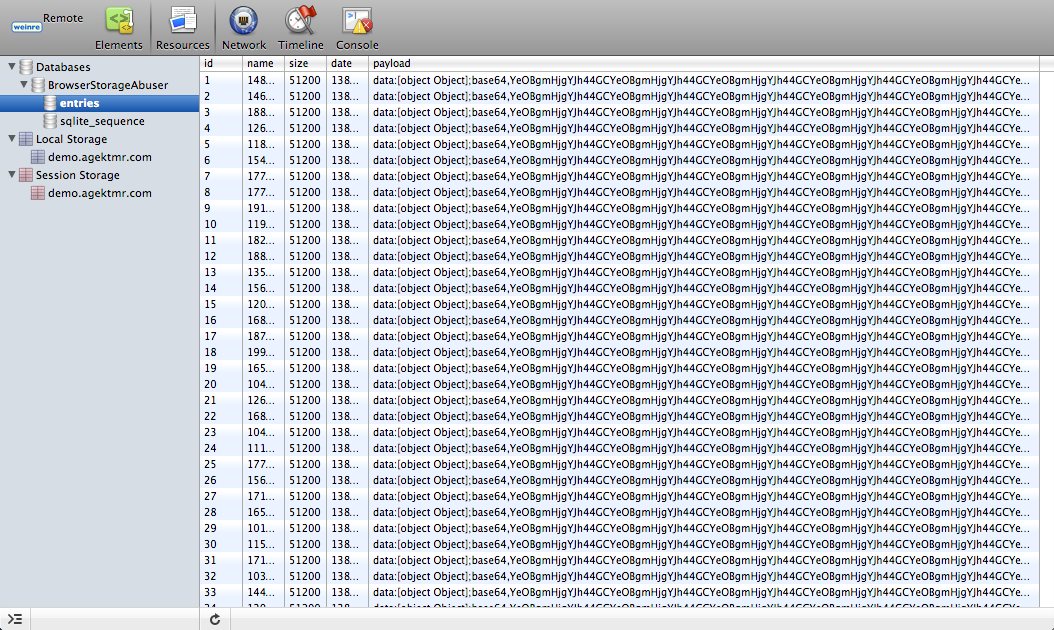 weinre Remote
Elements Resources Network Timeline Console
Databases
BrowserStorageAbuser
entries
sqlite_sequence
Local Storage
demo.agektmr.com
Session Storage
demo.agektmr.com
id name size date payload
1 148... 51200 138... data:[object Object];base64,YeOBgmHjgYJh44GCYeOBgmHjgYJh44GCYeOBgmHjgYJh44GCYeOBgmHjgYJh44GCYe...
2 146... 51200 138... data:[object Object];base64,YeOBgmHjgYJh44GCYeOBgmHjgYJh44GCYeOBgmHjgYJh44GCYeOBgmHjgYJh44GCYe...
3 188... 51200 138... data:[object Object];base64,YeOBgmHjgYJh44GCYeOBgmHjgYJh44GCYeOBgmHjgYJh44GCYeOBgmHjgYJh44GCYe...
4 126... 51200 138... data:[object Object];base64,YeOBgmHjgYJh44GCYeOBgmHjgYJh44GCYeOBgmHjgYJh44GCYeOBgmHjgYJh44GCYe...
5 118... 51200 138... data:[object Object];base64,YeOBgmHjgYJh44GCYeOBgmHjgYJh44GCYeOBgmHjgYJh44GCYeOBgmHjgYJh44GCYe...
6 154... 51200 138... data:[object Object];base64,YeOBgmHjgYJh44GCYeOBgmHjgYJh44GCYeOBgmHjgYJh44GCYeOBgmHjgYJh44GCYe...
7 177... 51200 138... data:[object Object];base64,YeOBgmHjgYJh44GCYeOBgmHjgYJh44GCYeOBgmHjgYJh44GCYeOBgmHjgYJh44GCYe...
8 177... 51200 138... data:[object Object];base64,YeOBgmHjgYJh44GCYeOBgmHjgYJh44GCYeOBgmHjgYJh44GCYeOBgmHjgYJh44GCYe...
9 191... 51200 138... data:[object Object];base64,YeOBgmHjgYJh44GCYeOBgmHjgYJh44GCYeOBgmHjgYJh44GCYeOBgmHjgYJh44GCYe...
10 119... 51200 138... data:[object Object];base64,YeOBgmHjgYJh44GCYeOBgmHjgYJh44GCYeOBgmHjgYJh44GCYeOBgmHjgYJh44GCYe...
11 182... 51200 138... data:[object Object];base64,YeOBgmHjgYJh44GCYeOBgmHjgYJh44GCYeOBgmHjgYJh44GCYeOBgmHjgYJh44GCYe...
12 188... 51200 138... data:[object Object];base64,YeOBgmHjgYJh44GCYeOBgmHjgYJh44GCYeOBgmHjgYJh44GCYeOBgmHjgYJh44GCYe...
13 135... 51200 138... data:[object Object];base64,YeOBgmHjgYJh44GCYeOBgmHjgYJh44GCYeOBgmHjgYJh44GCYeOBgmHjgYJh44GCYe...
14 156... 51200 138... data:[object Object];base64,YeOBgmHjgYJh44GCYeOBgmHjgYJh44GCYeOBgmHjgYJh44GCYeOBgmHjgYJh44GCYe...
15 120... 51200 138... data:[object Object];base64,YeOBgmHjgYJh44GCYeOBgmHjgYJh44GCYeOBgmHjgYJh44GCYeOBgmHjgYJh44GCYe...
16 168... 51200 138... data:[object Object];base64,YeOBgmHjgYJh44GCYeOBgmHjgYJh44GCYeOBgmHjgYJh44GCYeOBgmHjgYJh44GCYe...
17 187... 51200 138... data:[object Object];base64,YeOBgmHjgYJh44GCYeOBgmHjgYJh44GCYeOBgmHjgYJh44GCYeOBgmHjgYJh44GCYe...
18 199... 51200 138... data:[object Object];base64,YeOBgmHjgYJh44GCYeOBgmHjgYJh44GCYeOBgmHjgYJh44GCYeOBgmHjgYJh44GCYe...
19 165... 51200 138... data:[object Object];base64,YeOBgmHjgYJh44GCYeOBgmHjgYJh44GCYeOBgmHjgYJh44GCYeOBgmHjgYJh44GCYe...
20 104... 51200 138... data:[object Object];base64,YeOBgmHjgYJh44GCYeOBgmHjgYJh44GCYeOBgmHjgYJh44GCYeOBgmHjgYJh44GCYe...
21 126... 51200 138... data:[object Object];base64,YeOBgmHjgYJh44GCYeOBgmHjgYJh44GCYeOBgmHjgYJh44GCYeOBgmHjgYJh44GCYe...
22 168... 51200 138... data:[object Object];base64,YeOBgmHjgYJh44GCYeOBgmHjgYJh44GCYeOBgmHjgYJh44GCYeOBgmHjgYJh44GCYe...
23 104... 51200 138... data:[object Object];base64,YeOBgmHjgYJh44GCYeOBgmHjgYJh44GCYeOBgmHjgYJh44GCYeOBgmHjgYJh44GCYe...
24 111... 51200 138... data:[object Object];base64,YeOBgmHjgYJh44GCYeOBgmHjgYJh44GCYeOBgmHjgYJh44GCYeOBgmHjgYJh44GCYe...
25 177... 51200 138... data:[object Object];base64,YeOBgmHjgYJh44GCYeOBgmHjgYJh44GCYeOBgmHjgYJh44GCYeOBgmHjgYJh44GCYe...
26 156... 51200 138... data:[object Object];base64,YeOBgmHjgYJh44GCYeOBgmHjgYJh44GCYeOBgmHjgYJh44GCYeOBgmHjgYJh44GCYe...
27 171... 51200 138... data:[object Object];base64,YeOBgmHjgYJh44GCYeOBgmHjgYJh44GCYeOBgmHjgYJh44GCYeOBgmHjgYJh44GCYe...
28 165... 51200 138... data:[object Object];base64,YeOBgmHjgYJh44GCYeOBgmHjgYJh44GCYeOBgmHjgYJh44GCYeOBgmHjgYJh44GCYe...
29 101... 51200 138... data:[object Object];base64,YeOBgmHjgYJh44GCYeOBgmHjgYJh44GCYeOBgmHjgYJh44GCYeOBgmHjgYJh44GCYe...
30 115... 51200 138... data:[object Object];base64,YeOBgmHjgYJh44GCYeOBgmHjgYJh44GCYeOBgmHjgYJh44GCYeOBgmHjgYJh44GCYe...
31 171... 51200 138... data:[object Object];base64,YeOBgmHjgYJh44GCYeOBgmHjgYJh44GCYeOBgmHjgYJh44GCYeOBgmHjgYJh44GCYe...
32 103... 51200 138... data:[object Object];base64,YeOBgmHjgYJh44GCYeOBgmHjgYJh44GCYeOBgmHjgYJh44GCYeOBgmHjgYJh44GCYe...
33 144... 51200 138... data:[object Object];base64,YeOBgmHjgYJh44GCYeOBgmHjgYJh44GCYeOBgmHjgYJh44GCYeOBgmHjgYJh44GCYe...